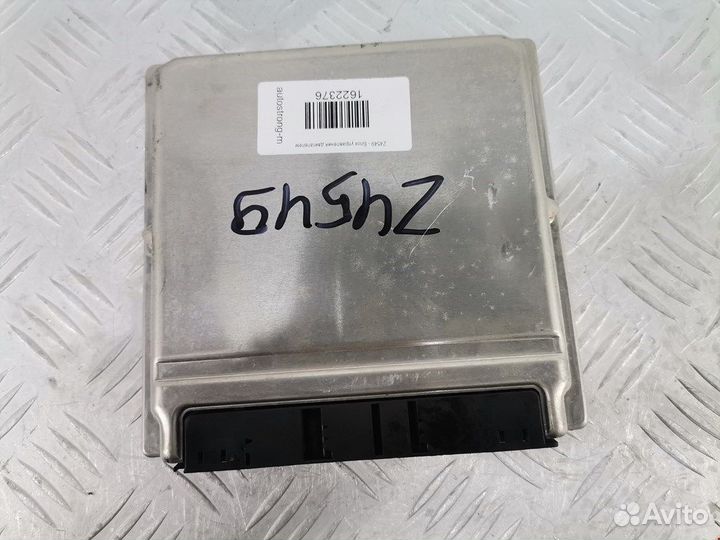 Z4549 - Блок управления двигателем
1622376
autostrong-m
Z4549
Avito